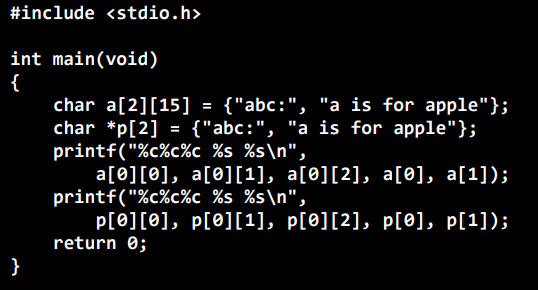 #include <stdio.h>
int main(void)
{
    char a[2][15] = {"abc:", "a is for apple"};
    char *p[2] = {"abc:", "a is for apple"};
    printf("%c%c%c %s %s\n",
        a[0][0], a[0][1], a[0][2], a[0], a[1]);
    printf("%c%c%c %s %s\n",
        p[0][0], p[0][1], p[0][2], p[0], p[1]);
    return 0;
}